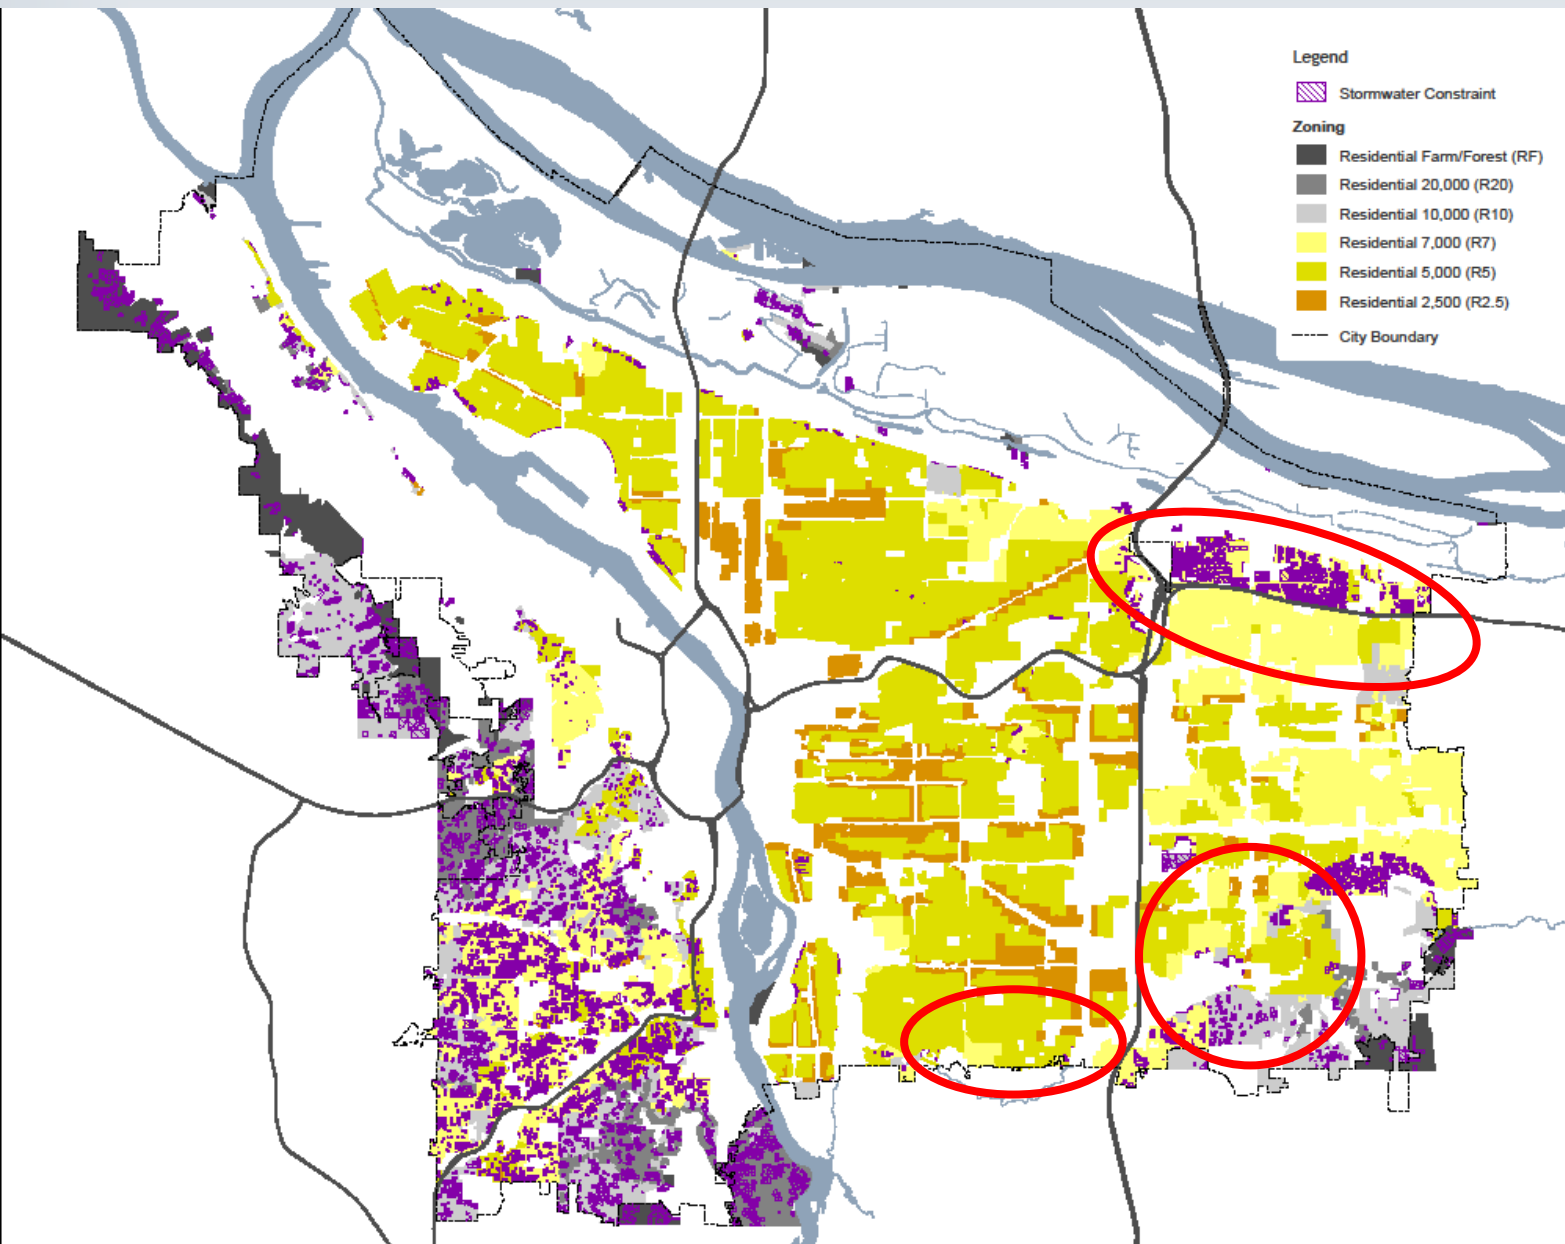 Legend
Stormwater Constraint
Zoning
Residential Farm/Forest (RF)
Residential 20,000 (R20)
Residential 10,000 (R10)
Residential 7,000 (R7)
Residential 5,000 (R5)
Residential 2,500 (R2.5)
City Boundary